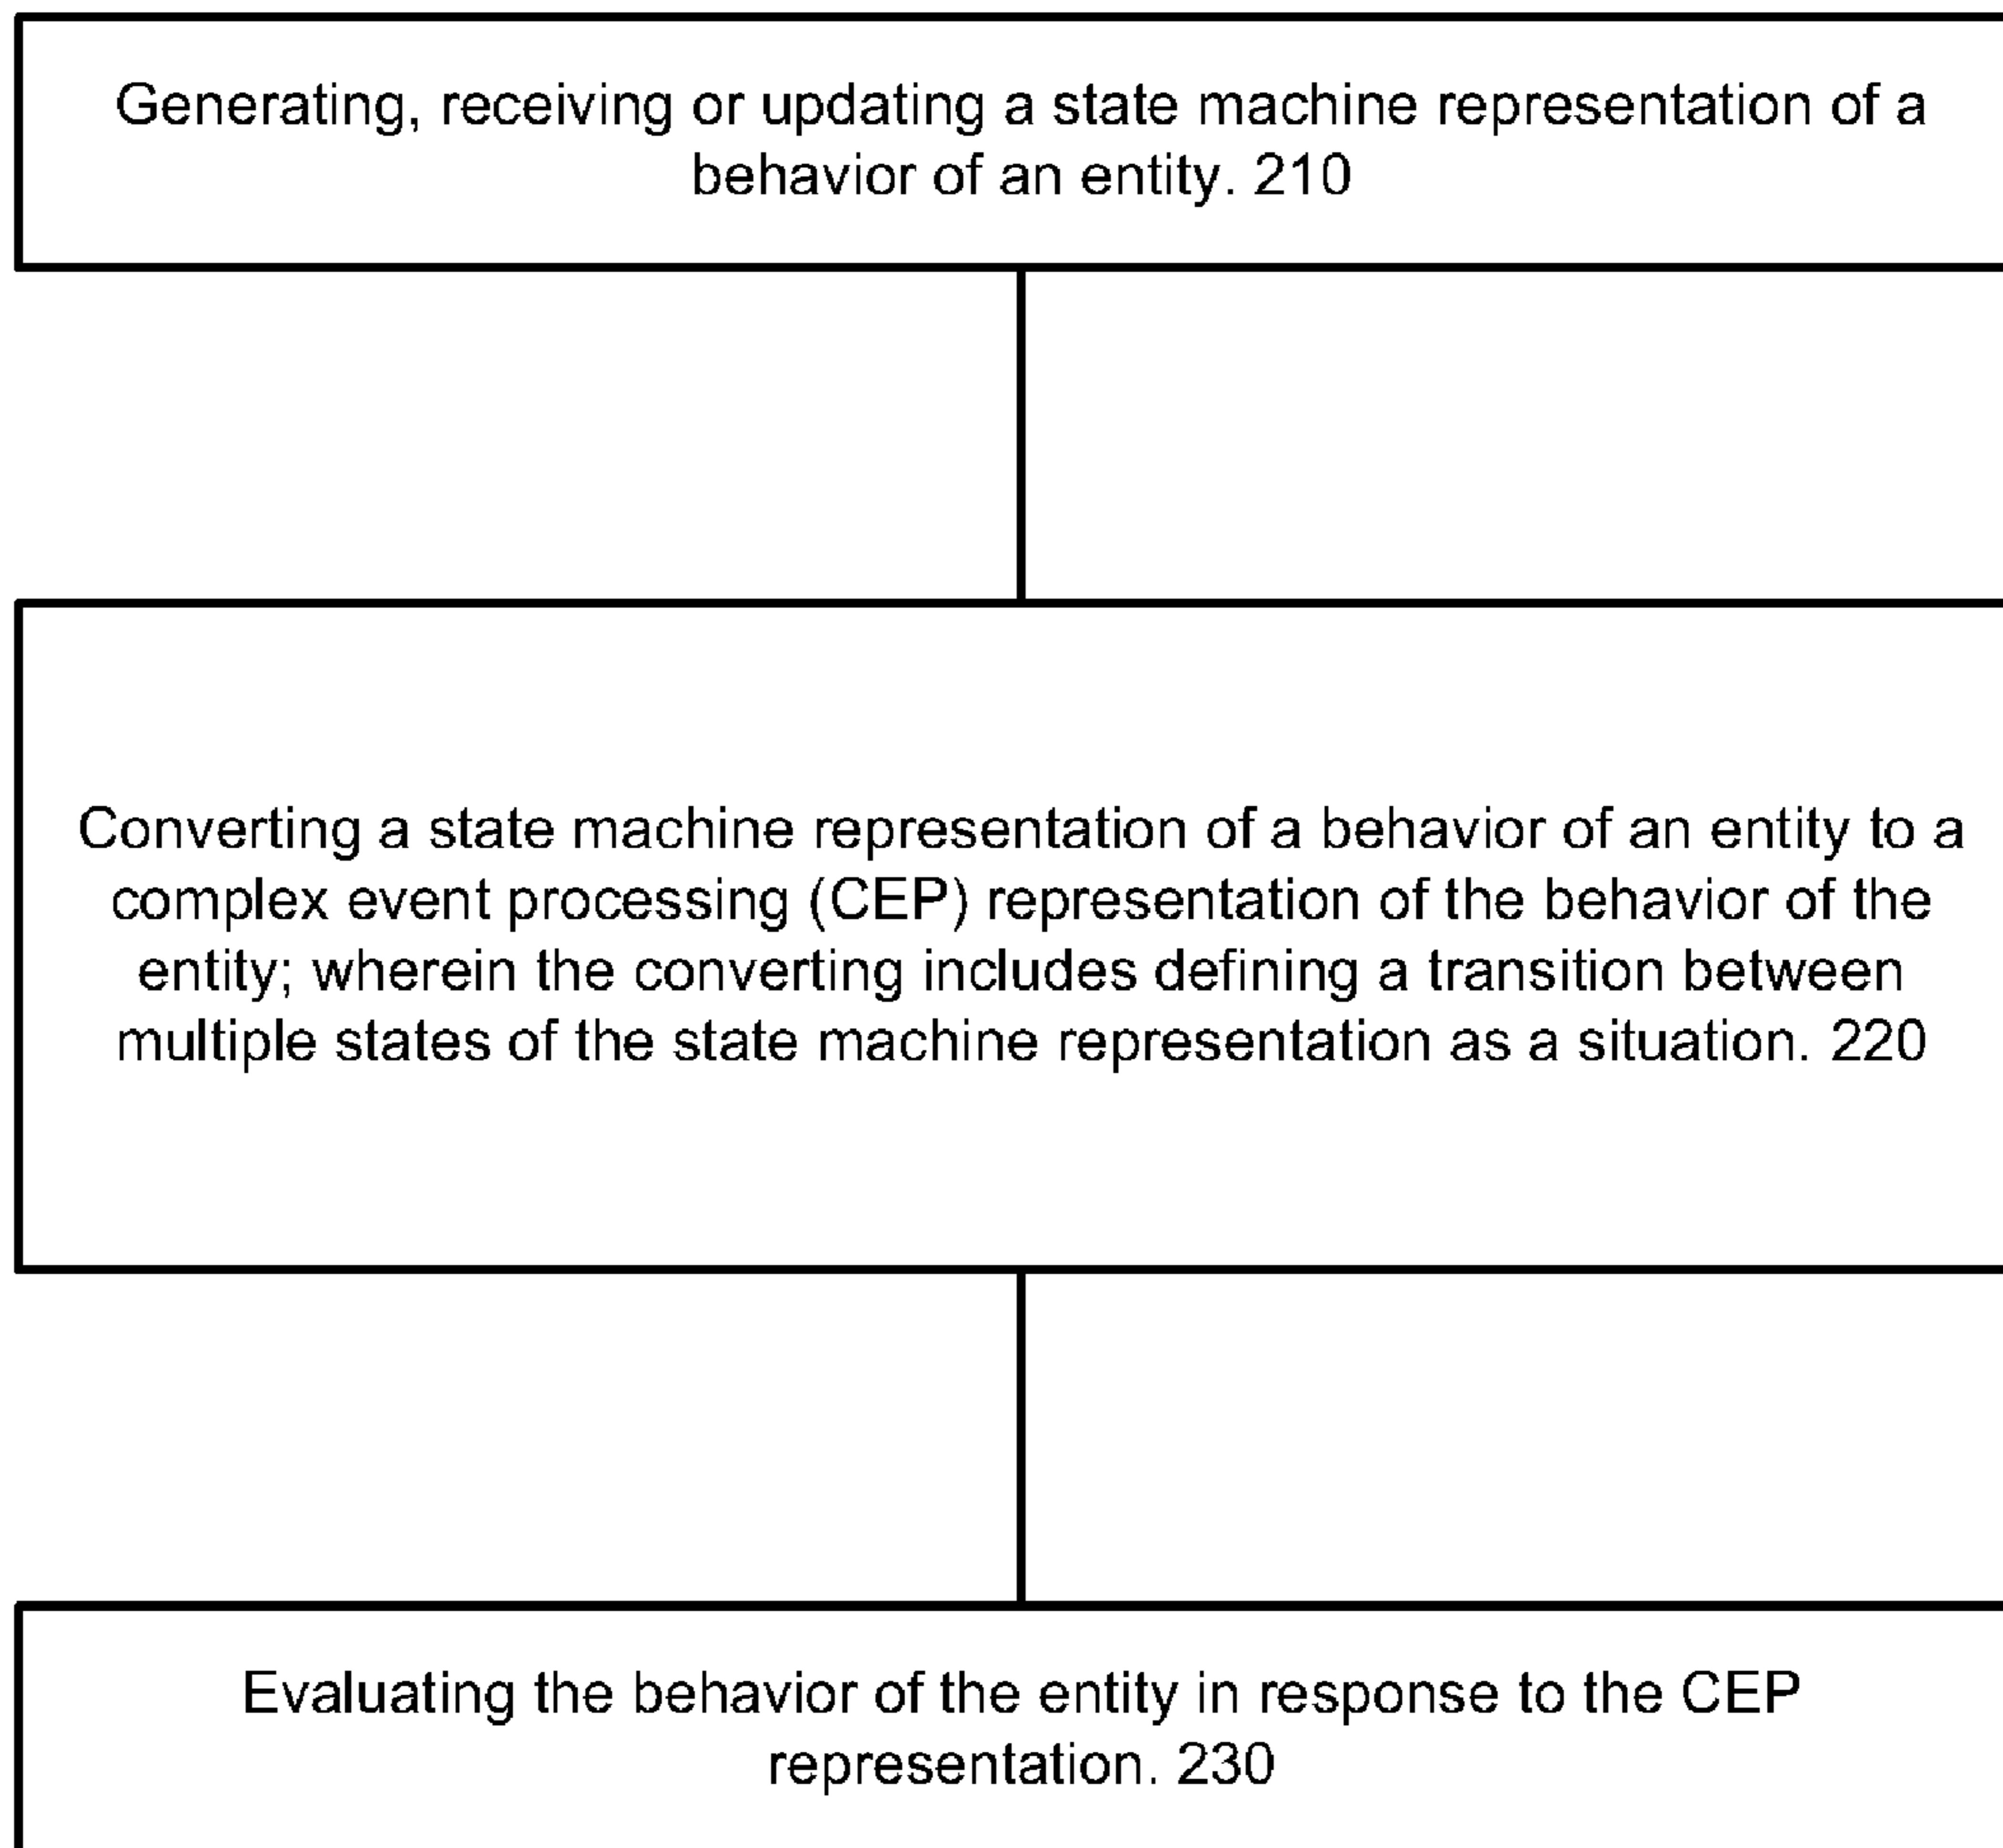 Generating, receiving or updating a state machine representation of a
behavior of an entity. 210
Converting a state machine representation of a behavior of an entity to a
complex event processing (CEP) representation of the behavior of the
entity; wherein the converting includes defining a transition between
multiple states of the state machine representation as a situation. 220
Evaluating the behavior of the entity in response to the CEP
representation. 230